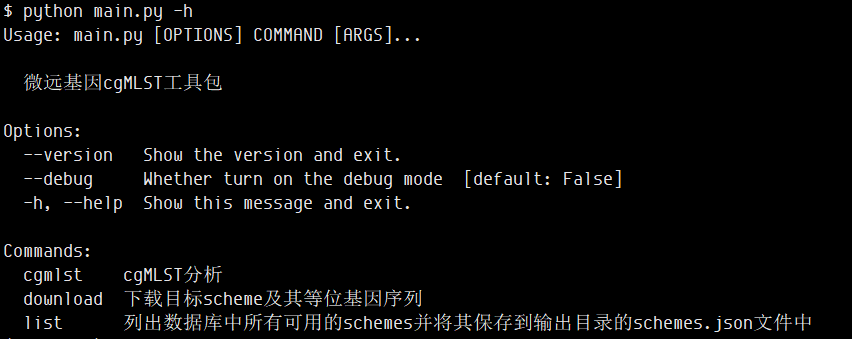 $ python main.py -h
Usage: main.py [OPTIONS] COMMAND [ARGS]...
微远基因cgMLST工具包
Options:
--version   Show the version and exit.
--debug     Whether turn on the debug mode  [default: False]
-h, --help  Show this message and exit.
Commands:
cgmlst    cgMLST分析
download  下载目标scheme及其等位基因序列
list      列出数据库中所有可用的schemes并将其保存到输出目录的schemes.json文件中